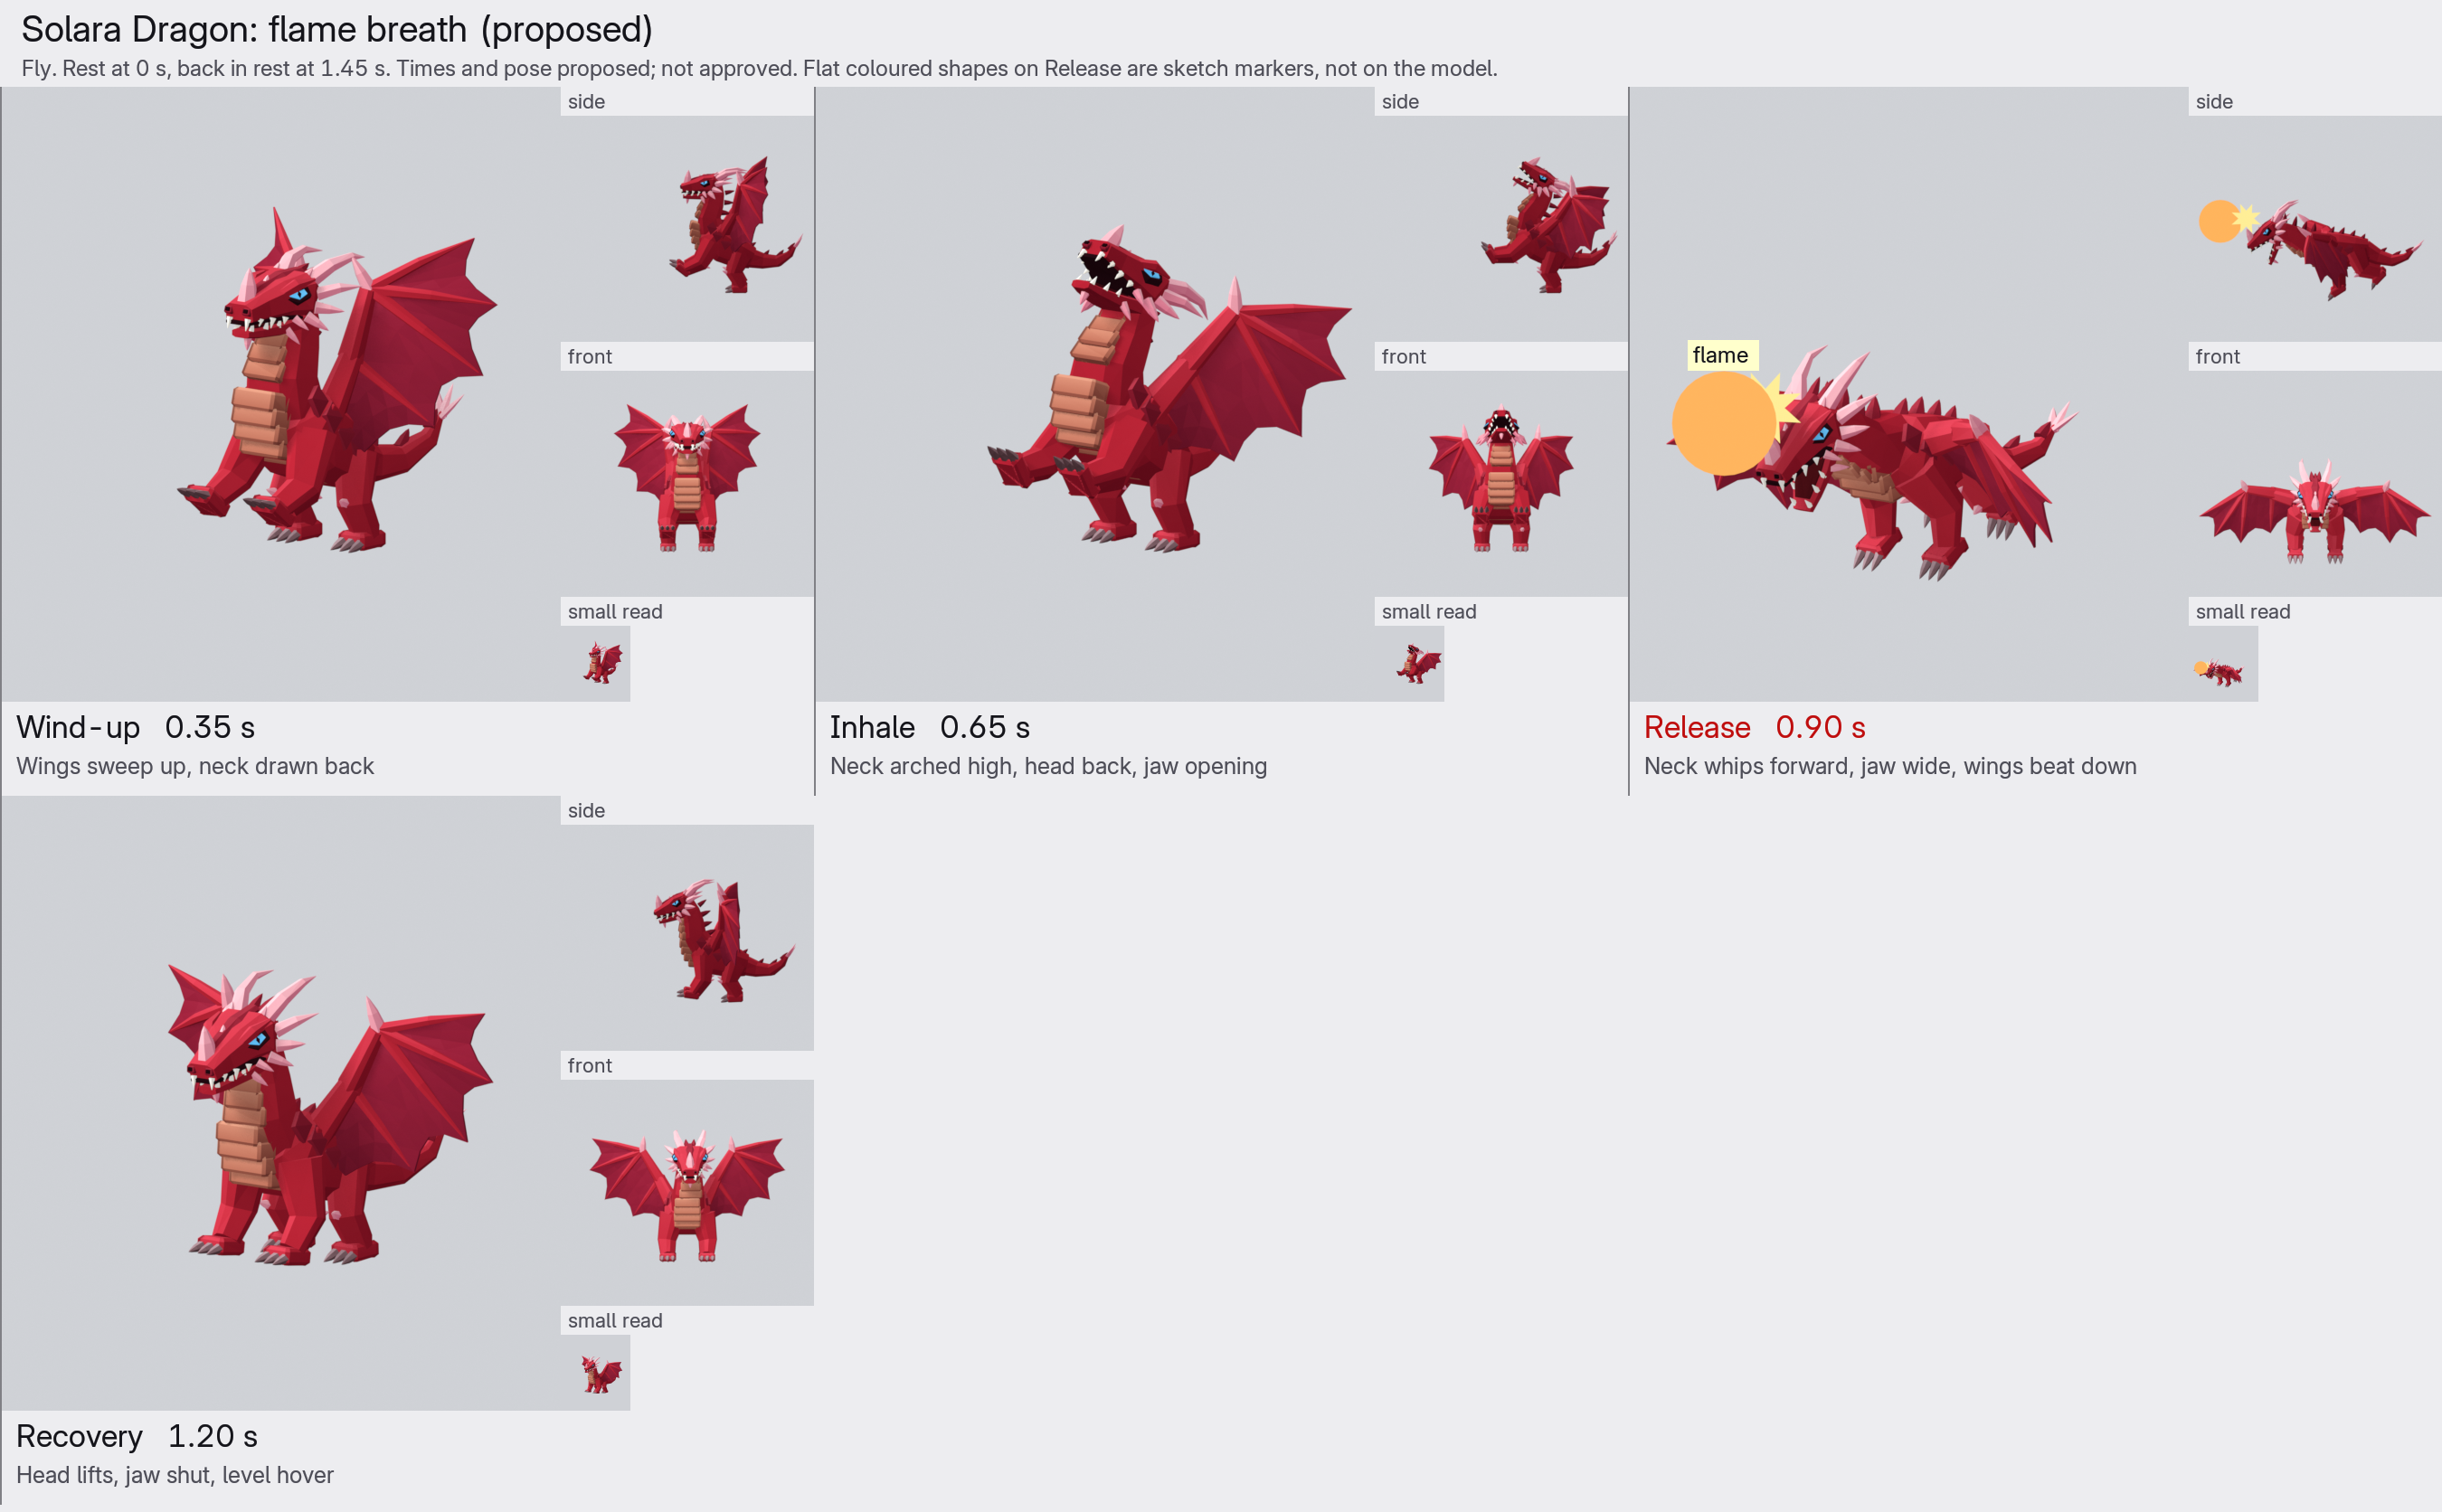 Solara Dragon: flame breath (proposed)
Fly. Rest at 0 s, back in rest at 1.45 s. Times and pose proposed; not approved. Flat coloured shapes on Release are sketch markers, not on the model.
side
front
small read
Wind-up 0.35 s
Wings sweep up, neck drawn back
side
front
small read
Inhale 0.65 s
Neck arched high, head back, jaw opening
flame
side
front
small read
Release 0.90 s
Neck whips forward, jaw wide, wings beat down
side
front
small read
Recovery 1.20 s
Head lifts, jaw shut, level hover